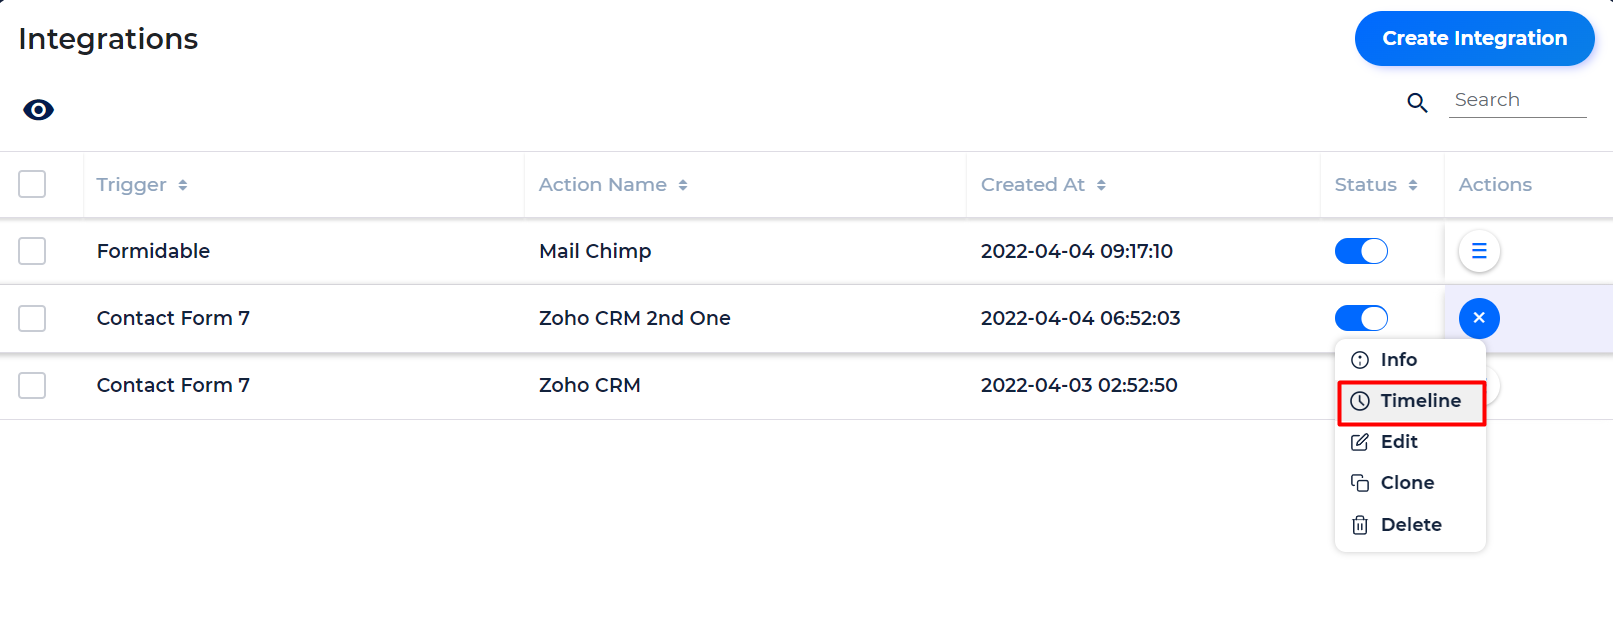 Integrations
Create Integration
Search
Trigger Action Name Created At Status Actions
Formidable Mail Chimp 2022-04-04 09:17:10
Contact Form 7 Zoho CRM 2nd One 2022-04-04 06:52:03
Info
Contact Form 7 Zoho CRM 2022-04-03 02:52:50
Timeline
Edit
Clone
Delete